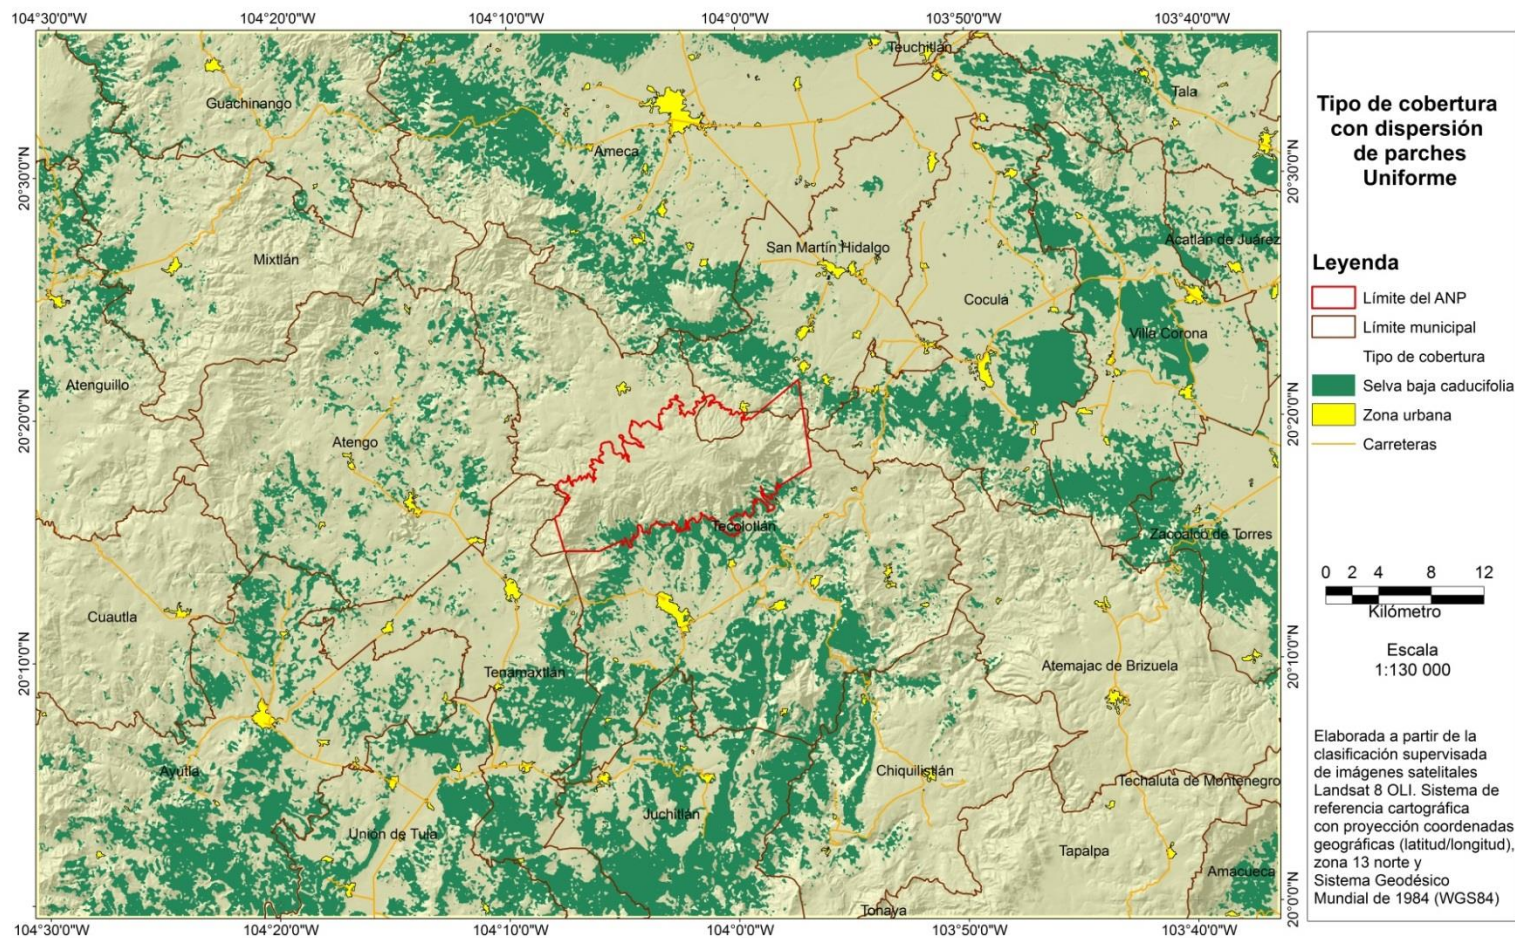 104°30'0"W
104°20'0"W
104°10'0"W
104°0'0"W
103°50'0"W
103°40'0"W
Teuchitlán
Tala
Guachinango
Ameca
20°30'0"N
20°30'0"N
San Martín Hidalgo
Acatlán de Juárez
Mixtlán
Cocula
Villa Corona
Atenguillo
20°20'0"N
20°20'0"N
Atengo
Tecolotlán
Zacoalco de Torres
Cuautla
20°10'0"N
20°10'0"N
Tenamaxtlán
Atemajac de Brizuela
Ayutla
Chiquilistlán
Techaluta de Montenegro
Juchitlán
Unión de Tula
Tapalpa
Amacueca
Tonaya
20°0'0"N
20°0'0"N
104°30'0"W
104°20'0"W
104°10'0"W
104°0'0"W
103°50'0"W
103°40'0"W
Tipo de cobertura
con dispersión
de parches
Uniforme
Leyenda
Límite del ANP
Límite municipal
Tipo de cobertura
Selva baja caducifolia
Zona urbana
Carreteras
0 2 4 8 12
Kilómetro
Escala
1:130 000
Elaborada a partir de la
clasificación supervisada
de imágenes satelitales
Landsat 8 OLI. Sistema de
referencia cartográfica
con proyección coordenadas
geográficas (latitud/longitud),
zona 13 norte y
Sistema Geodésico
Mundial de 1984 (WGS84)